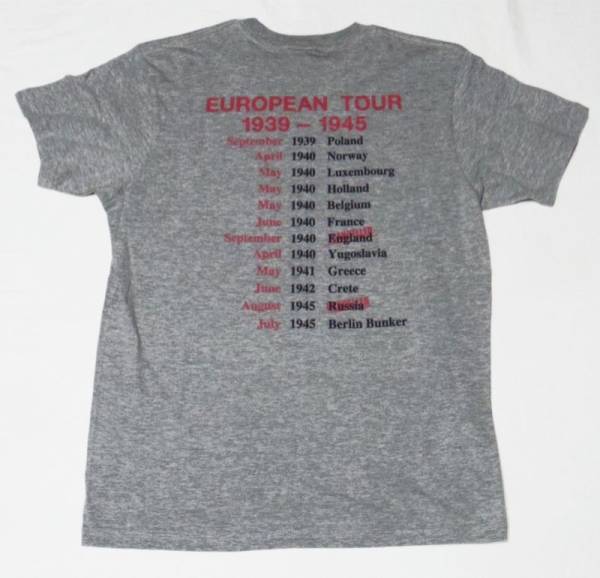 EUROPEAN TOUR
1939 - 1945
September 1939 Poland
April 1940 Norway
May 1940 Luxembourg
May 1940 Holland
May 1940 Belgium
June 1940 France
September 1940 England
April 1940 Yugoslavia
May 1941 Greece
June 1942 Crete
August 1945 Russia
July 1945 Berlin Bunker